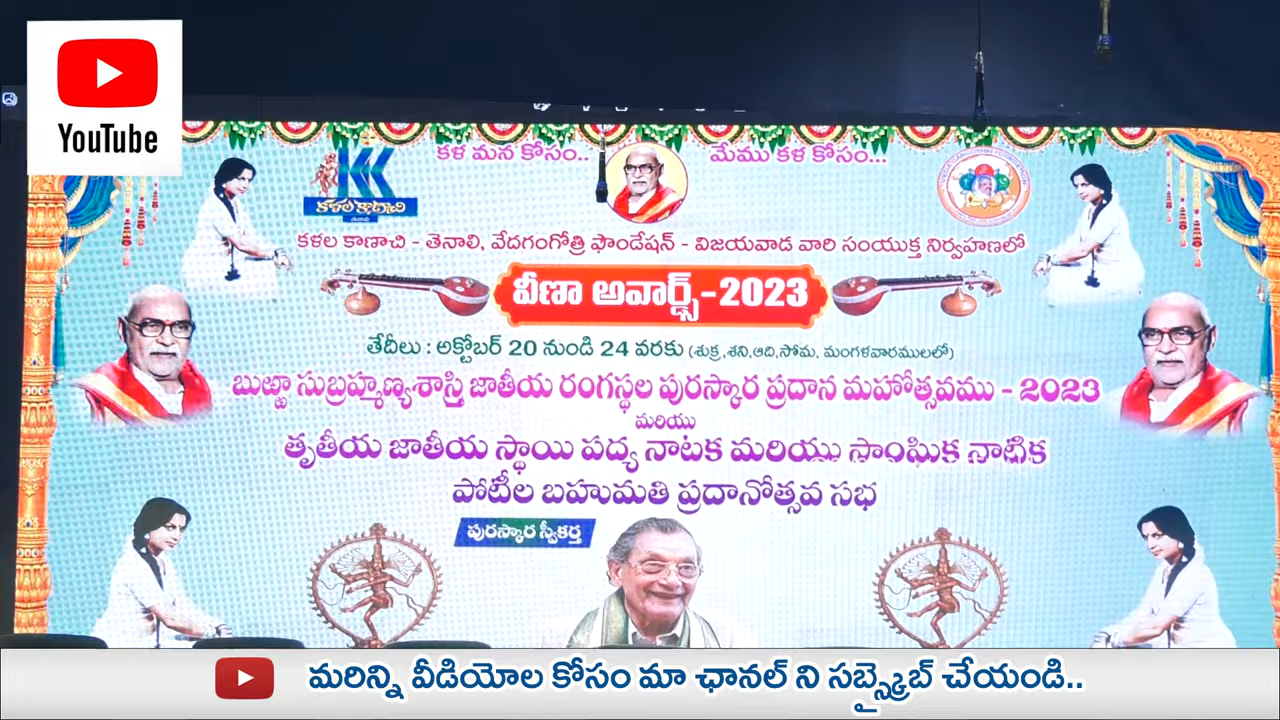 YouTube
కళ మన కోసం.. మేము కళ కోసం...
కళల కాణాచి
తెనాలి
కళల కాణాచి - తెనాలి, వేదగంగోత్రి ఫౌండేషన్ - విజయవాడ వారి సంయుక్త నిర్వహణలో
వీణా అవార్డ్స్-2023
తేదీలు : అక్టోబర్ 20 నుండి 24 వరకు (శుక్ర,శని,ఆది,సోమ, మంగళవారములలో)
బుఱ్ఱా సుబ్రహ్మణ్యశాస్త్రి జాతీయ రంగస్థల పురస్కార ప్రదాన మహోత్సవము - 2023
మరియు
తృతీయ జాతీయ స్థాయి పద్య నాటక మరియు సాంఘిక నాటిక
పోటీల బహుమతి ప్రదానోత్సవ సభ
పురస్కార స్వీకర్త
మరిన్ని వీడియోల కోసం మా ఛానల్ ని సబ్స్క్రైబ్ చేయండి..